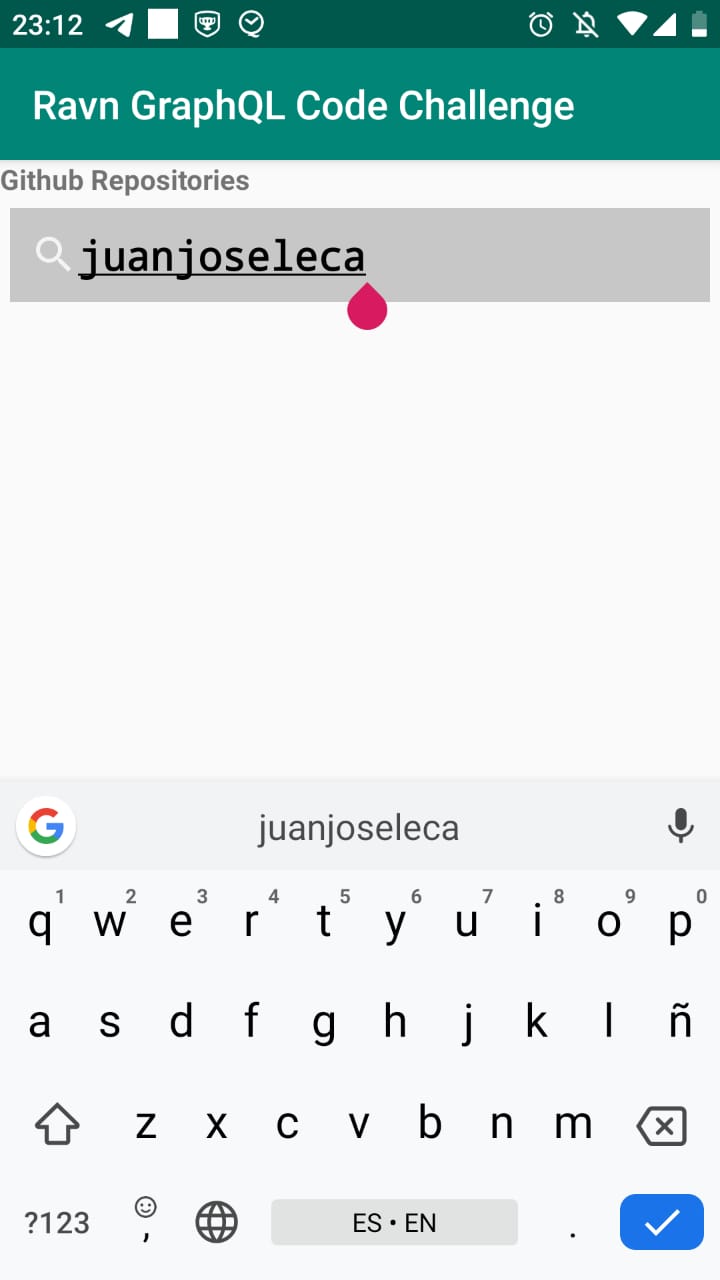 23:12
Ravn GraphQL Code Challenge
Github Repositories
juanjoseleca
juanjoseleca
1 2 3 4 5 6 7 8 9 0
q w e r t y u i o p
a s d f g h j k l ñ
z x c v b n m
?123 , ES • EN .